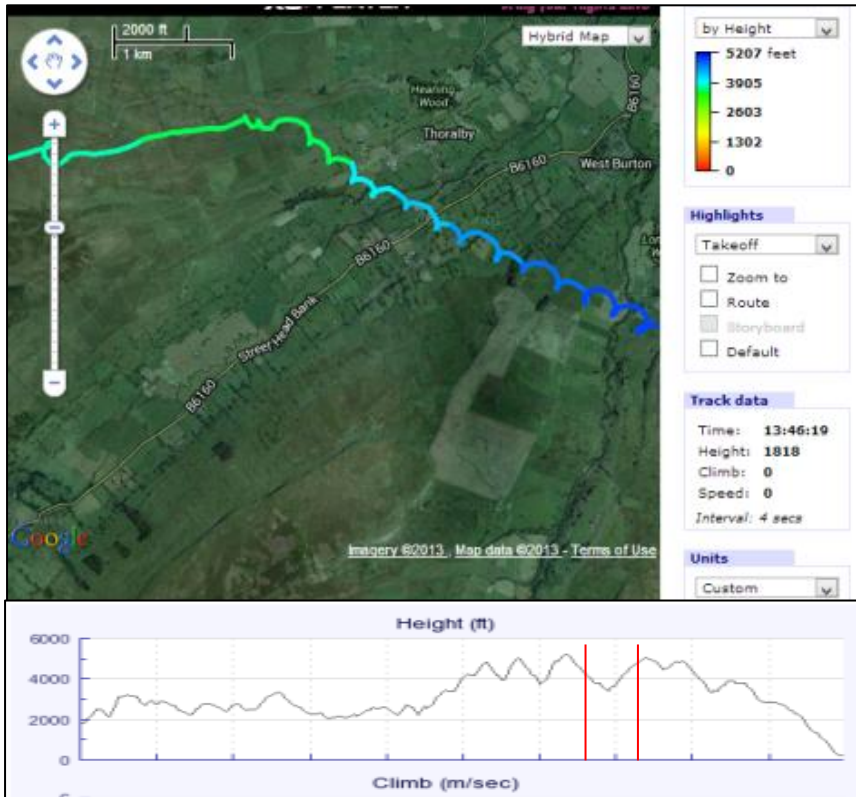 2000 ft
1 km
Hybrid Map
Heaning
Wood
Thoralby
B6160
B6160
West Burton
B6160
Street Head Bank
B6160
Google
Imagery ©2013 , Map data ©2013 - Terms of Use
by Height
5207 feet
3905
2603
1302
0
Highlights
Takeoff
Zoom to
Route
Storyboard
Default
Track data
Time: 13:46:19
Height: 1818
Climb: 0
Speed: 0
Interval: 4 secs
Units
Custom
Height (ft)
6000
4000
2000
0
Climb (m/sec)